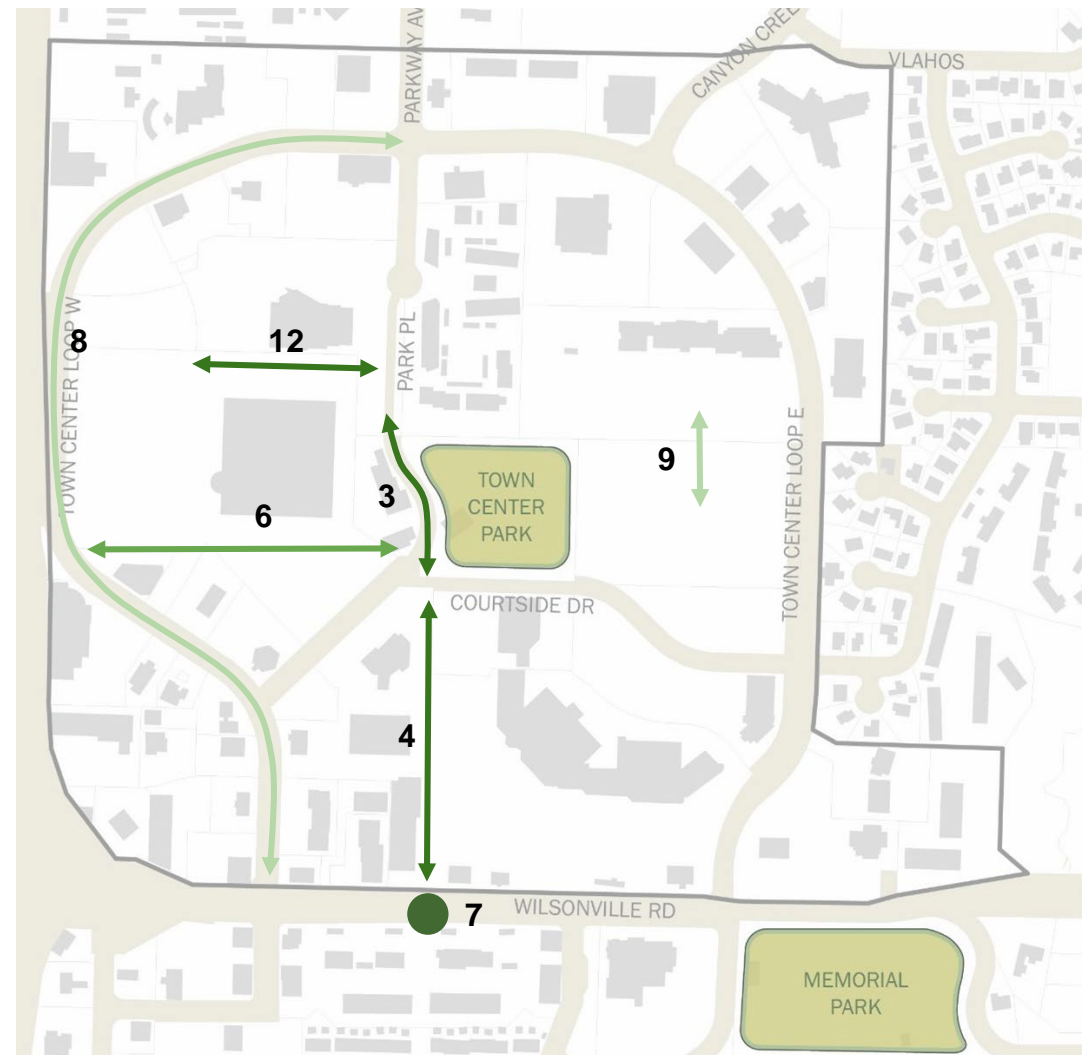 PARKWAY AV
CANYON CREE
VLAHOS
TOWN CENTER LOOP W
8
12
PARK PL
9
6
3
TOWN
CENTER
PARK
TOWN CENTER LOOP E
COURTSIDE DR
4
7
WILSONVILLE RD
MEMORIAL
PARK